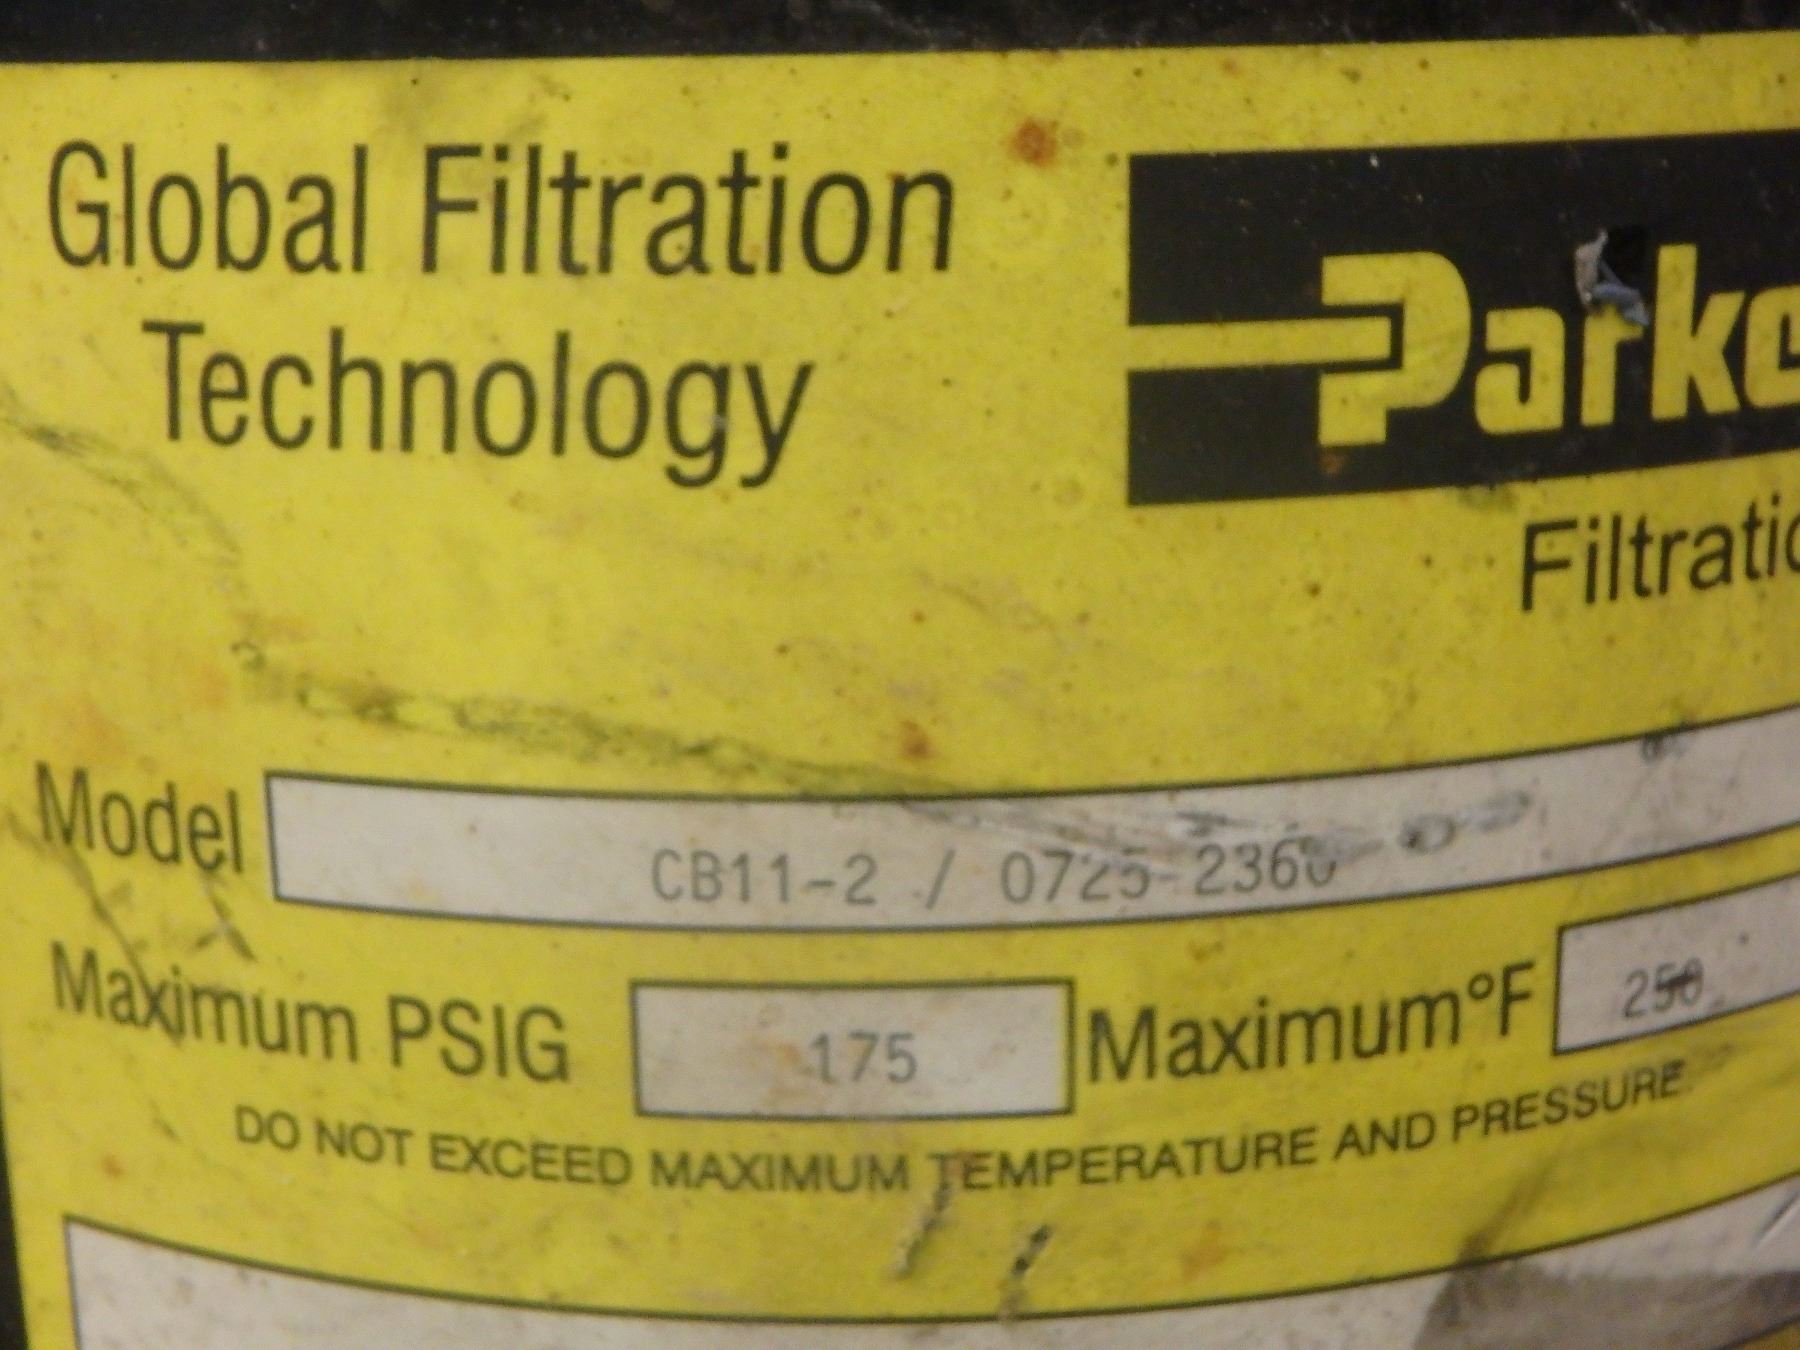 Global Filtration
Technology
Parke
Filtratio
Model CB11-2 / 0725-2360
Maximum PSIG 175 Maximum°F 250
DO NOT EXCEED MAXIMUM TEMPERATURE AND PRESSURE